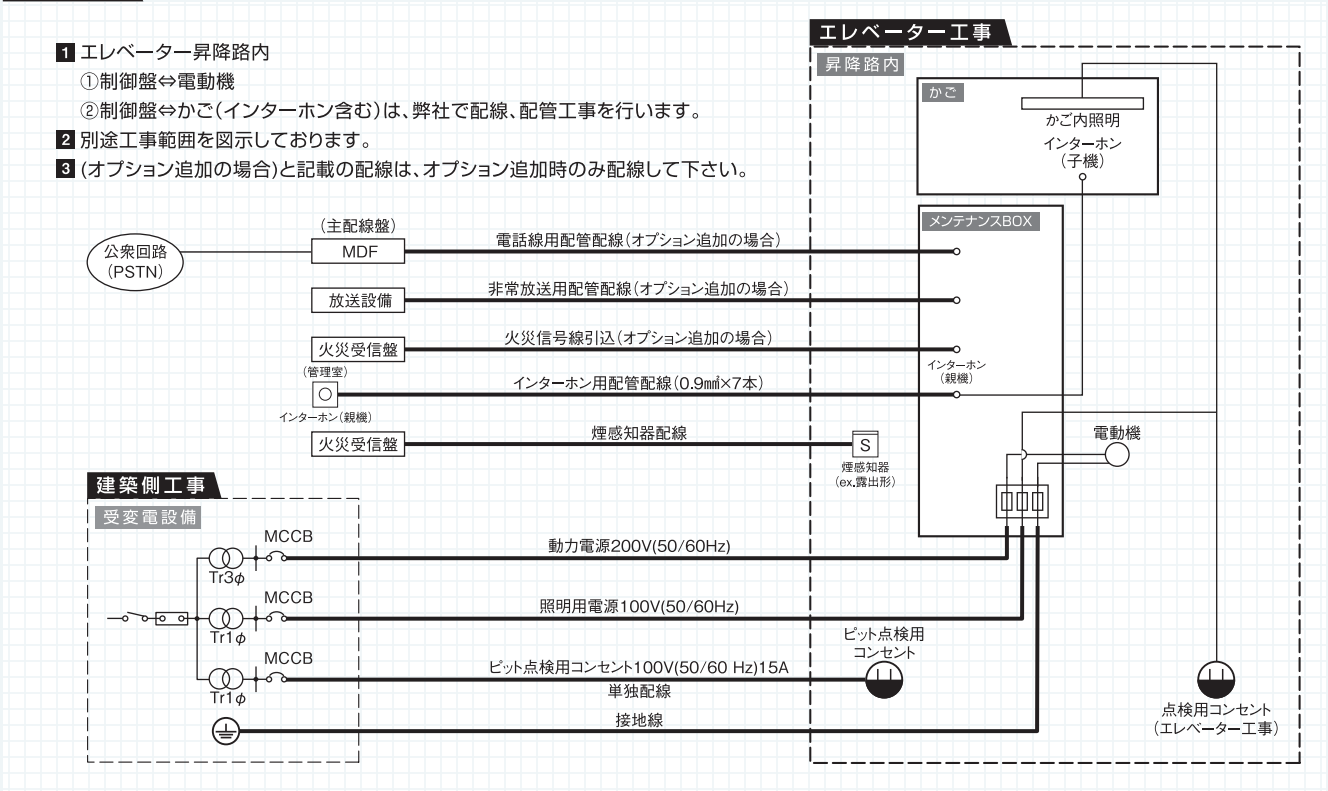 1 エレベーター昇降路内
①制御盤⇔電動機
②制御盤⇔かご(インターホン含む)は、弊社で配線、配管工事を行います。
2 別途工事範囲を図示しております。
3 (オプション追加の場合)と記載の配線は、オプション追加時のみ配線して下さい。
エレベーター工事
昇降路内
かご
かご内照明
インターホン
(子機)
メンテナンスBOX
公衆回路
(PSTN)
(主配線盤)
MDF
電話線用配管配線(オプション追加の場合)
放送設備
非常放送用配管配線(オプション追加の場合)
火災受信盤
火災信号線引込(オプション追加の場合)
(管理室)
インターホン(親機)
インターホン用配管配線(0.9㎟×7本)
インターホン
(親機)
火災受信盤
煙感知器配線
S
煙感知器
(ex.露出形)
電動機
建築側工事
受変電設備
MCCB
Tr3φ
動力電源200V(50/60Hz)
MCCB
Tr1φ
照明用電源100V(50/60Hz)
MCCB
Tr1φ
ピット点検用コンセント100V(50/60 Hz)15A
単独配線
ピット点検用
コンセント
接地線
点検用コンセント
(エレベーター工事)